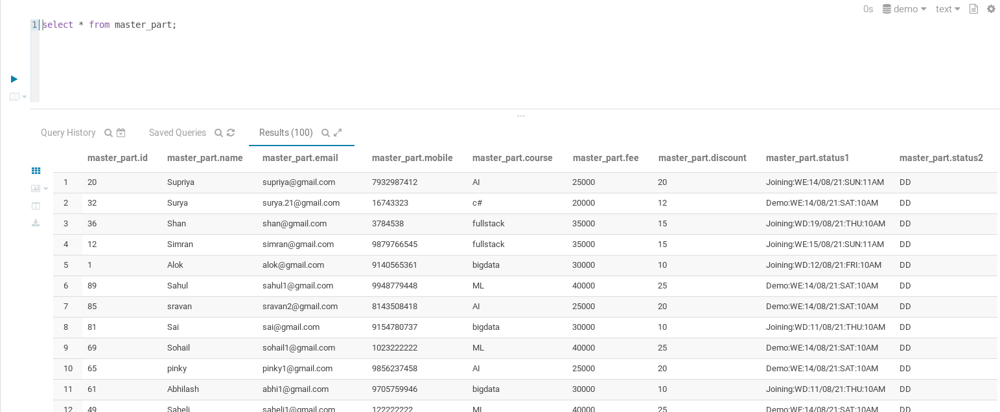 0s demo text
1 select * from master_part;
Query History Saved Queries Results (100)
master_part.id master_part.name master_part.email master_part.mobile master_part.course master_part.fee master_part.discount master_part.status1 master_part.status2
1 20 Supriya supriya@gmail.com 7932987412 AI 25000 20 Joining:WE:14/08/21:SUN:11AM DD
2 32 Surya surya.21@gmail.com 16743323 c# 20000 12 Demo:WE:14/08/21:SAT:10AM DD
3 36 Shan shan@gmail.com 3784538 fullstack 35000 15 Joining:WD:19/08/21:THU:10AM DD
4 12 Simran simran@gmail.com 9879766545 fullstack 35000 15 Joining:WE:15/08/21:SUN:11AM DD
5 1 Alok alok@gmail.com 9140565361 bigdata 30000 10 Joining:WD:12/08/21:FRI:10AM DD
6 89 Sahul sahul1@gmail.com 9948779448 ML 40000 25 Demo:WE:14/08/21:SAT:10AM DD
7 85 sravan sravan2@gmail.com 8143508418 AI 25000 20 Demo:WE:14/08/21:SAT:10AM DD
8 81 Sai sai@gmail.com 9154780737 bigdata 30000 10 Joining:WD:11/08/21:THU:10AM DD
9 69 Sohail sohail1@gmail.com 1023222222 ML 40000 25 Demo:WE:14/08/21:SAT:10AM DD
10 65 pinky pinky1@gmail.com 9856237458 AI 25000 20 Demo:WE:14/08/21:SAT:10AM DD
11 61 Abhilash abhi1@gmail.com 9705759946 bigdata 30000 10 Joining:WD:11/08/21:THU:10AM DD
12 49 Saheli saheli1@gmail.com 122222222 ML 40000 25 Demo:WE:14/08/21:SAT:10AM DD